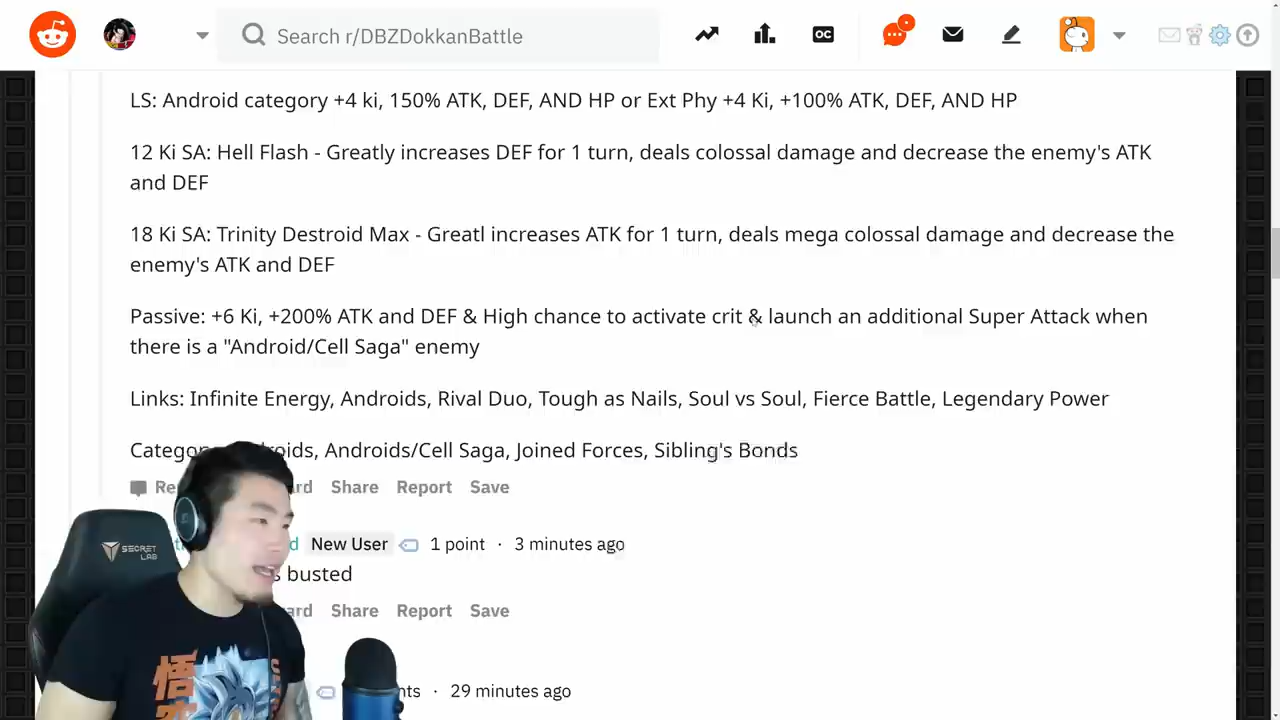 Search r/DBZDokkanBattle
OC
LS: Android category +4 ki, 150% ATK, DEF, AND HP or Ext Phy +4 Ki, +100% ATK, DEF, AND HP
12 Ki SA: Hell Flash - Greatly increases DEF for 1 turn, deals colossal damage and decrease the enemy's ATK
and DEF
18 Ki SA: Trinity Destroid Max - Greatl increases ATK for 1 turn, deals mega colossal damage and decrease the
enemy's ATK and DEF
Passive: +6 Ki, +200% ATK and DEF & High chance to activate crit & launch an additional Super Attack when
there is a "Android/Cell Saga" enemy
Links: Infinite Energy, Androids, Rival Duo, Tough as Nails, Soul vs Soul, Fierce Battle, Legendary Power
Androids/Cell Saga, Joined Forces, Sibling's Bonds
Share Report Save
New User 1 point · 3 minutes ago
busted
Share Report Save
SECRET
LAB
29 minutes ago
悟